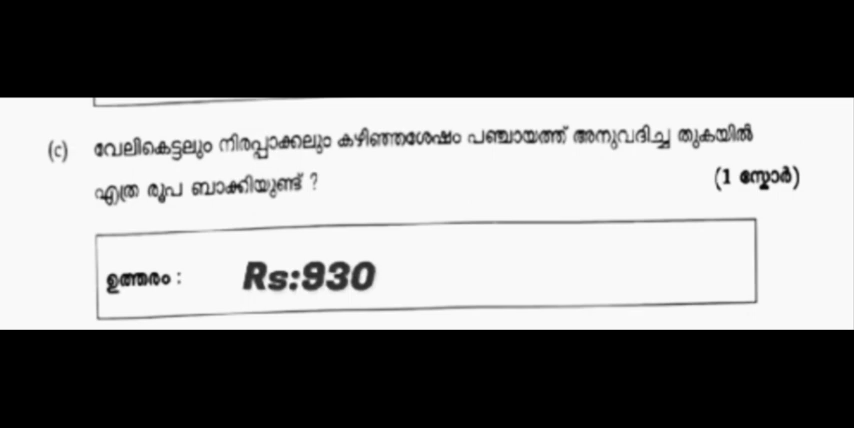 (c) വേലികെട്ടലും നിരപ്പാക്കലും കഴിഞ്ഞശേഷം പഞ്ചായത്ത് അനുവദിച്ച തുകയിൽ
എത്ര രൂപ ബാക്കിയുണ്ട് ?
(1 സ്കോർ)
ഉത്തരം : Rs:930